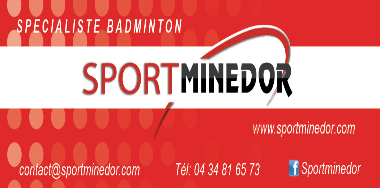 SPECIALISTE BADMINTON
SPORTMINEDOR
www.sportminedor.com
contact@sportminedor.com Tél: 04 34 81 65 73 f Sportminedor